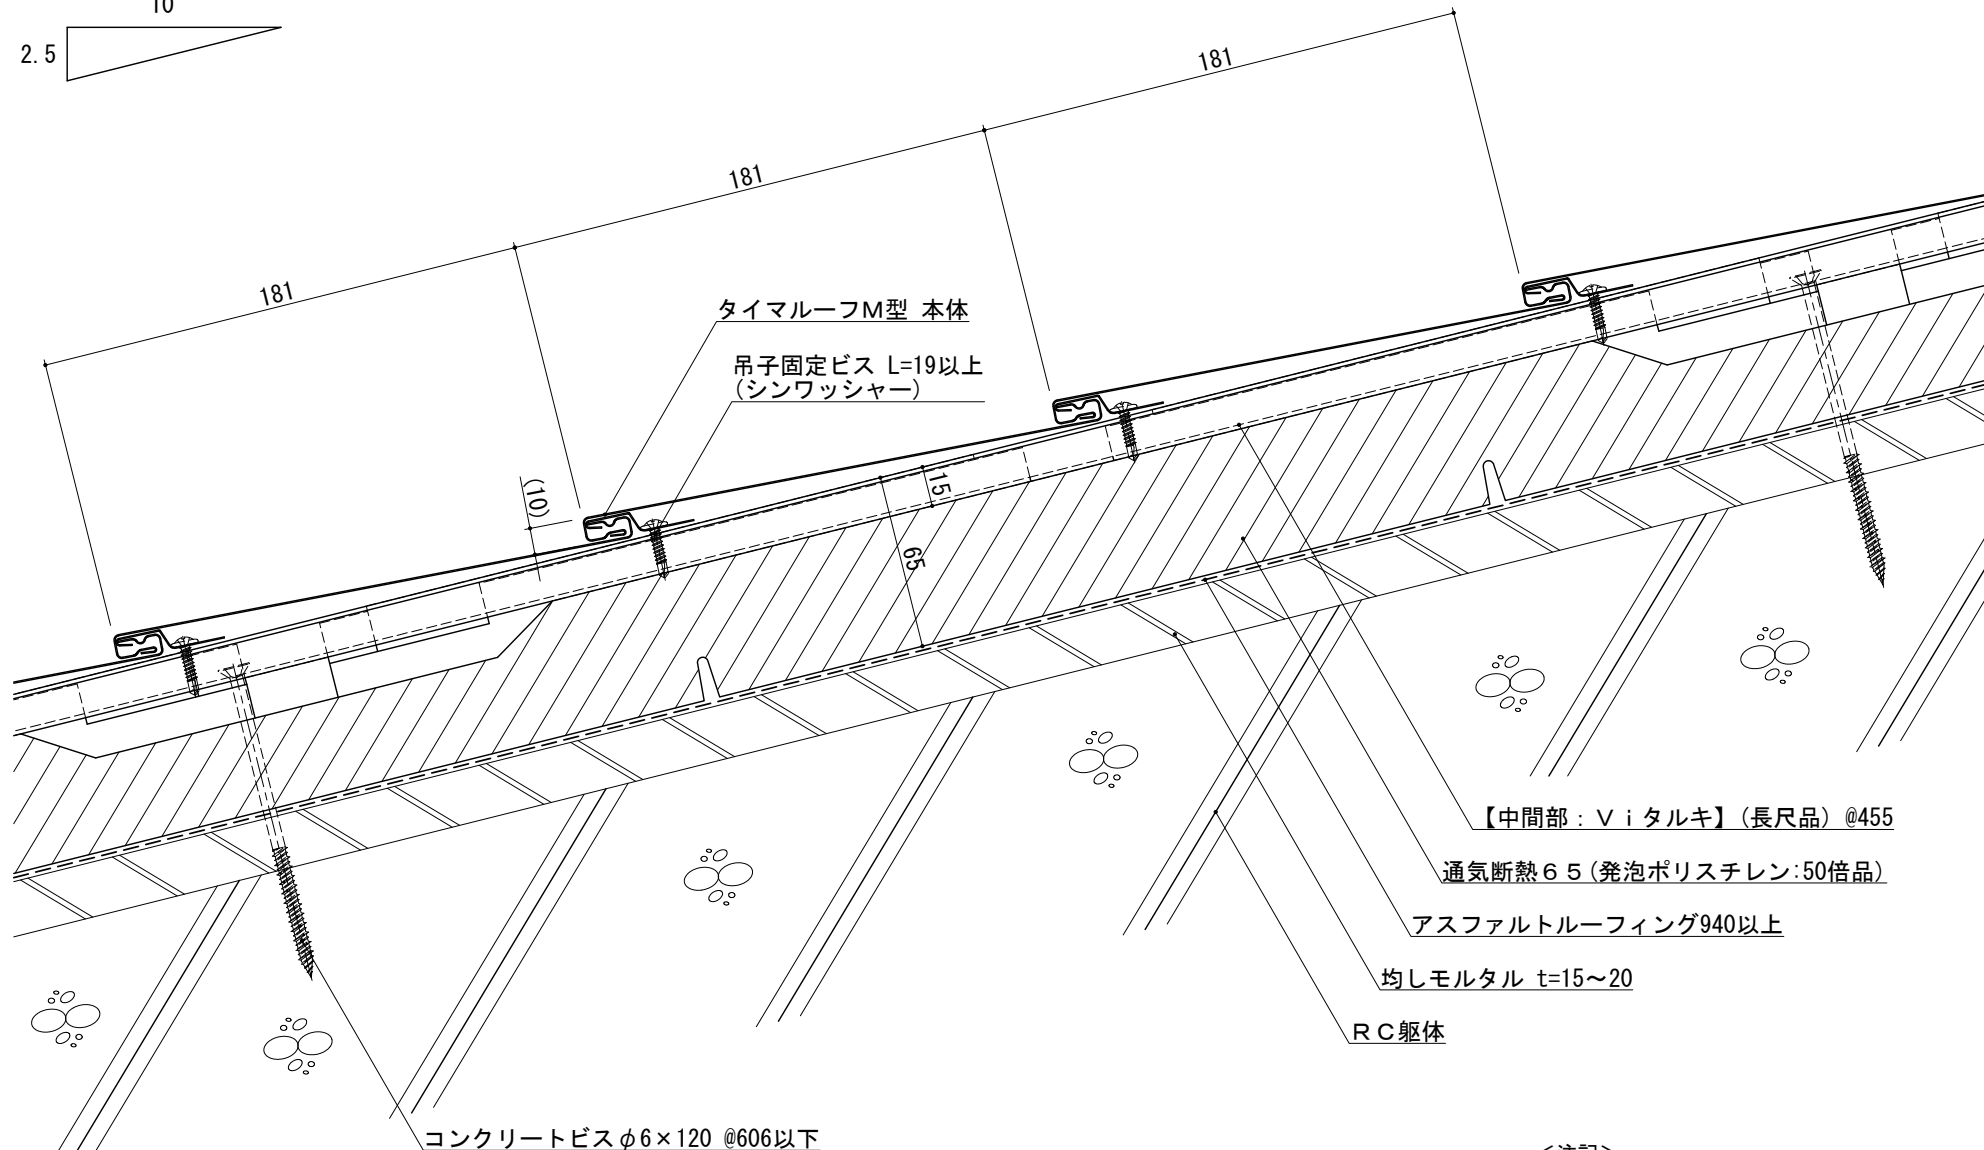 10
2.5
181
181
181
タイマルーフM型 本体
吊子固定ビス L=19以上
(シンワッシャー)
(10)
15
65
【中間部：Ｖｉタルキ】(長尺品) @455
通気断熱６５(発泡ポリスチレン:50倍品)
アスファルトルーフィング940以上
均しモルタル t=15～20
ＲＣ躯体
コンクリートビスφ6×120 @606以下
<注記>